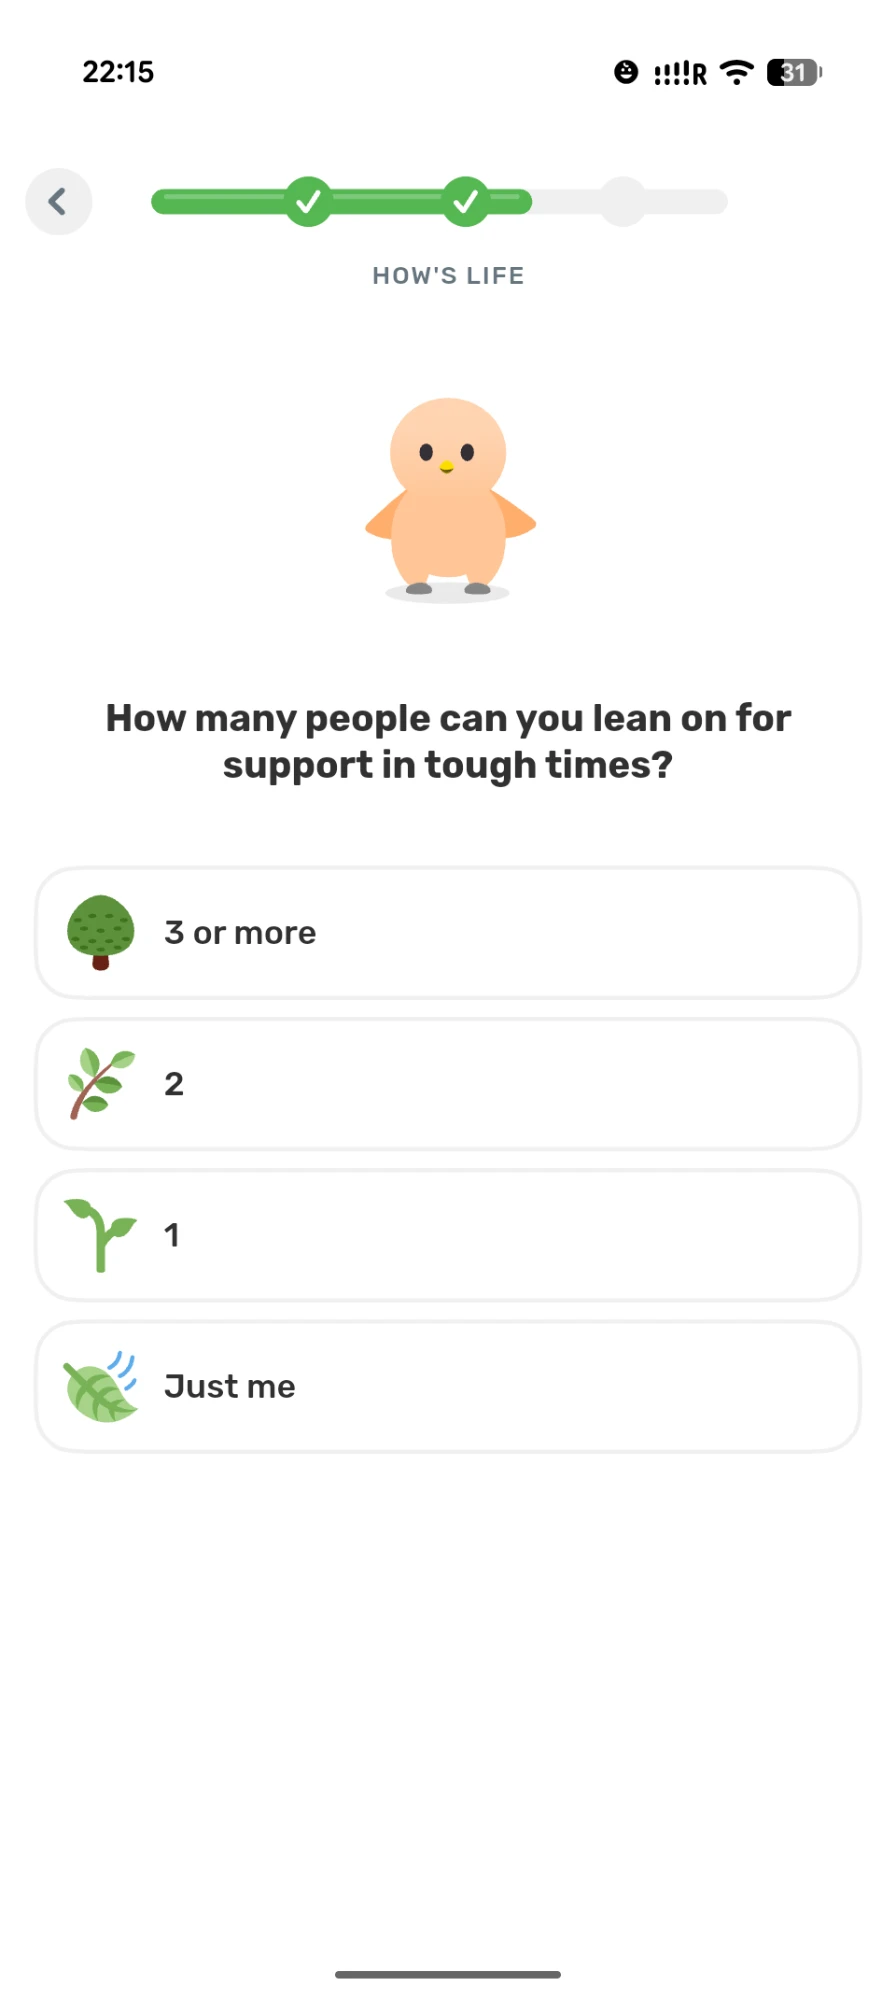 22:15
R
31
HOW'S LIFE
How many people can you lean on for
support in tough times?
3 or more
2
1
Just me